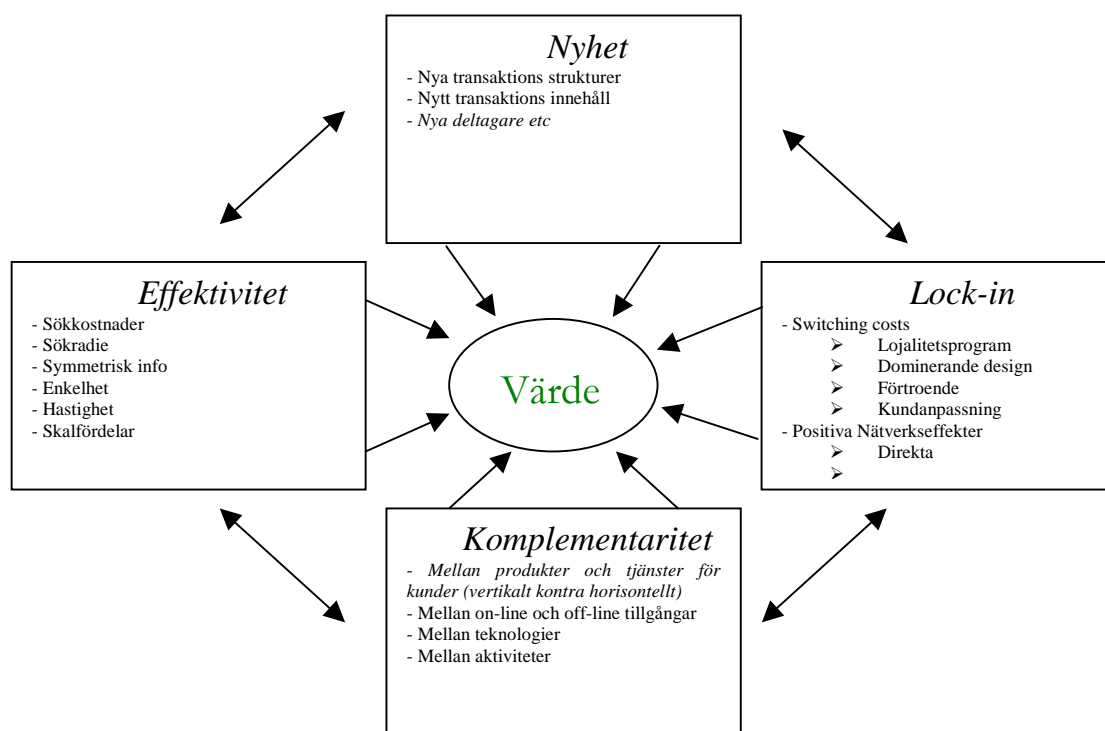 Nyhet
- Nya transaktions strukturer
- Nytt transaktions innehåll
- Nya deltagare etc
Effektivitet
- Sökkostnader
- Sökradie
- Symmetrisk info
- Enkelhet
- Hastighet
- Skalfördelar
Värde
Lock-in
- Switching costs
➢ Lojalitetsprogram
➢ Dominerande design
➢ Förtroende
➢ Kundanpassning
- Positiva Nätverkseffekter
➢ Direkta
➢
Komplementaritet
- Mellan produkter och tjänster för
kunder (vertikalt kontra horisontellt)
- Mellan on-line och off-line tillgångar
- Mellan teknologier
- Mellan aktiviteter